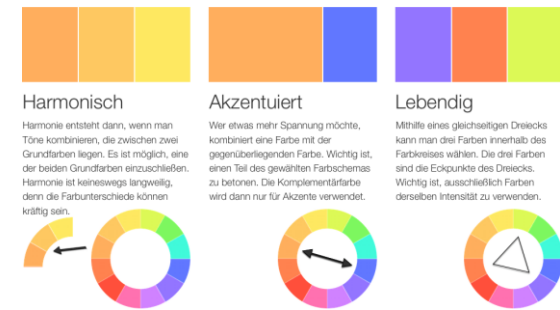 Harmonisch
Harmonie entsteht dann, wenn man
Töne kombinieren, die zwischen zwei
Grundfarben liegen. Es ist möglich, eine
der beiden Grundfarben einzuschließen.
Harmonie ist keineswegs langweilig,
denn die Farbunterschiede können
kräftig sein.
Akzentuiert
Wer etwas mehr Spannung möchte,
kombiniert eine Farbe mit der
gegenüberliegenden Farbe. Wichtig ist,
einen Teil des gewählten Farbschemas
zu betonen. Die Komplementärfarbe
wird dann nur für Akzente verwendet.
Lebendig
Mithilfe eines gleichseitigen Dreiecks
kann man drei Farben innerhalb des
Farbkreises wählen. Die drei Farben
sind die Eckpunkte des Dreiecks.
Wichtig ist, ausschließlich Farben
derselben Intensität zu verwenden.